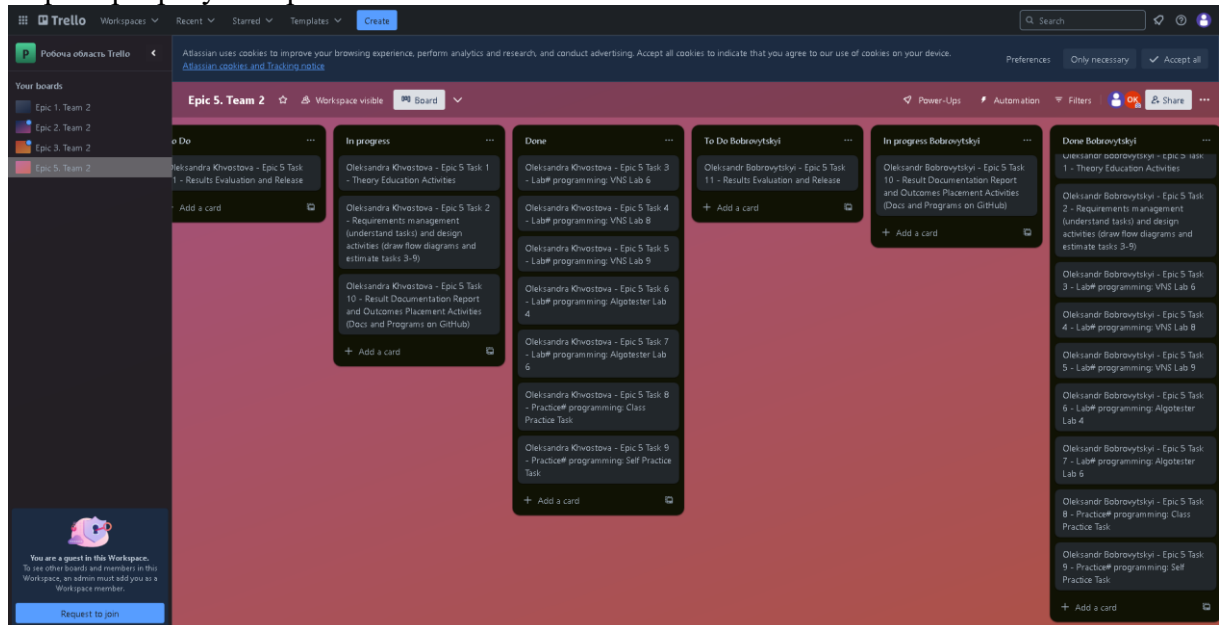 Trello Workspaces Recent Starred Templates Create Search
P Робоча область Trello
Atlassian uses cookies to improve your browsing experience, perform analytics and research, and conduct advertising. Accept all cookies to indicate that you agree to our use of cookies on your device.
Atlassian cookies and Tracking notice
Preferences Only necessary Accept all
Your boards
Epic 1. Team 2
Epic 2. Team 2
Epic 3. Team 2
Epic 5. Team 2
Epic 5. Team 2 Workspace visible Board Power-Ups Automation Filters OK Share
o Do
Oleksandra Khvostova - Epic 5 Task
1 - Results Evaluation and Release
Add a card
In progress
Oleksandra Khvostova - Epic 5 Task 1
- Theory Education Activities
Oleksandra Khvostova - Epic 5 Task 2
- Requirements management
(understand tasks) and design
activities (draw flow diagrams and
estimate tasks 3-9)
Oleksandra Khvostova - Epic 5 Task
10 - Result Documentation Report
and Outcomes Placement Activities
(Docs and Programs on GitHub)
+ Add a card
Done
Oleksandra Khvostova - Epic 5 Task 3
- Lab# programming: VNS Lab 6
Oleksandra Khvostova - Epic 5 Task 4
- Lab# programming: VNS Lab 8
Oleksandra Khvostova - Epic 5 Task 5
- Lab# programming: VNS Lab 9
Oleksandra Khvostova - Epic 5 Task 6
- Lab# programming: Algotester Lab
4
Oleksandra Khvostova - Epic 5 Task 7
- Lab# programming: Algotester Lab
6
Oleksandra Khvostova - Epic 5 Task 8
- Practice# programming: Class
Practice Task
Oleksandra Khvostova - Epic 5 Task 9
- Practice# programming: Self Practice
Task
+ Add a card
To Do Bobrovytskyi
Oleksandr Bobrovytskyi - Epic 5 Task
11 - Results Evaluation and Release
+ Add a card
In progress Bobrovytskyi
Oleksandr Bobrovytskyi - Epic 5 Task
10 - Result Documentation Report
and Outcomes Placement Activities
(Docs and Programs on GitHub)
+ Add a card
Done Bobrovytskyi
Oleksandr Bobrovytskyi - Epic 5 Task
1 - Theory Education Activities
Oleksandr Bobrovytskyi - Epic 5 Task
2 - Requirements management
(understand tasks) and design
activities (draw flow diagrams and
estimate tasks 3-9)
Oleksandr Bobrovytskyi - Epic 5 Task
3 - Lab# programming: VNS Lab 6
Oleksandr Bobrovytskyi - Epic 5 Task
4 - Lab# programming: VNS Lab 8
Oleksandr Bobrovytskyi - Epic 5 Task
5 - Lab# programming: VNS Lab 9
Oleksandr Bobrovytskyi - Epic 5 Task
6 - Lab# programming: Algotester
Lab 4
Oleksandr Bobrovytskyi - Epic 5 Task
7 - Lab# programming: Algotester
Lab 6
Oleksandr Bobrovytskyi - Epic 5 Task
8 - Practice# programming: Class
Practice Task
Oleksandr Bobrovytskyi - Epic 5 Task
9 - Practice# programming: Self
Practice Task
+ Add a card
You are a guest in this Workspace.
To see other boards and members in this
Workspace, an admin must add you as a
Workspace member.
Request to join